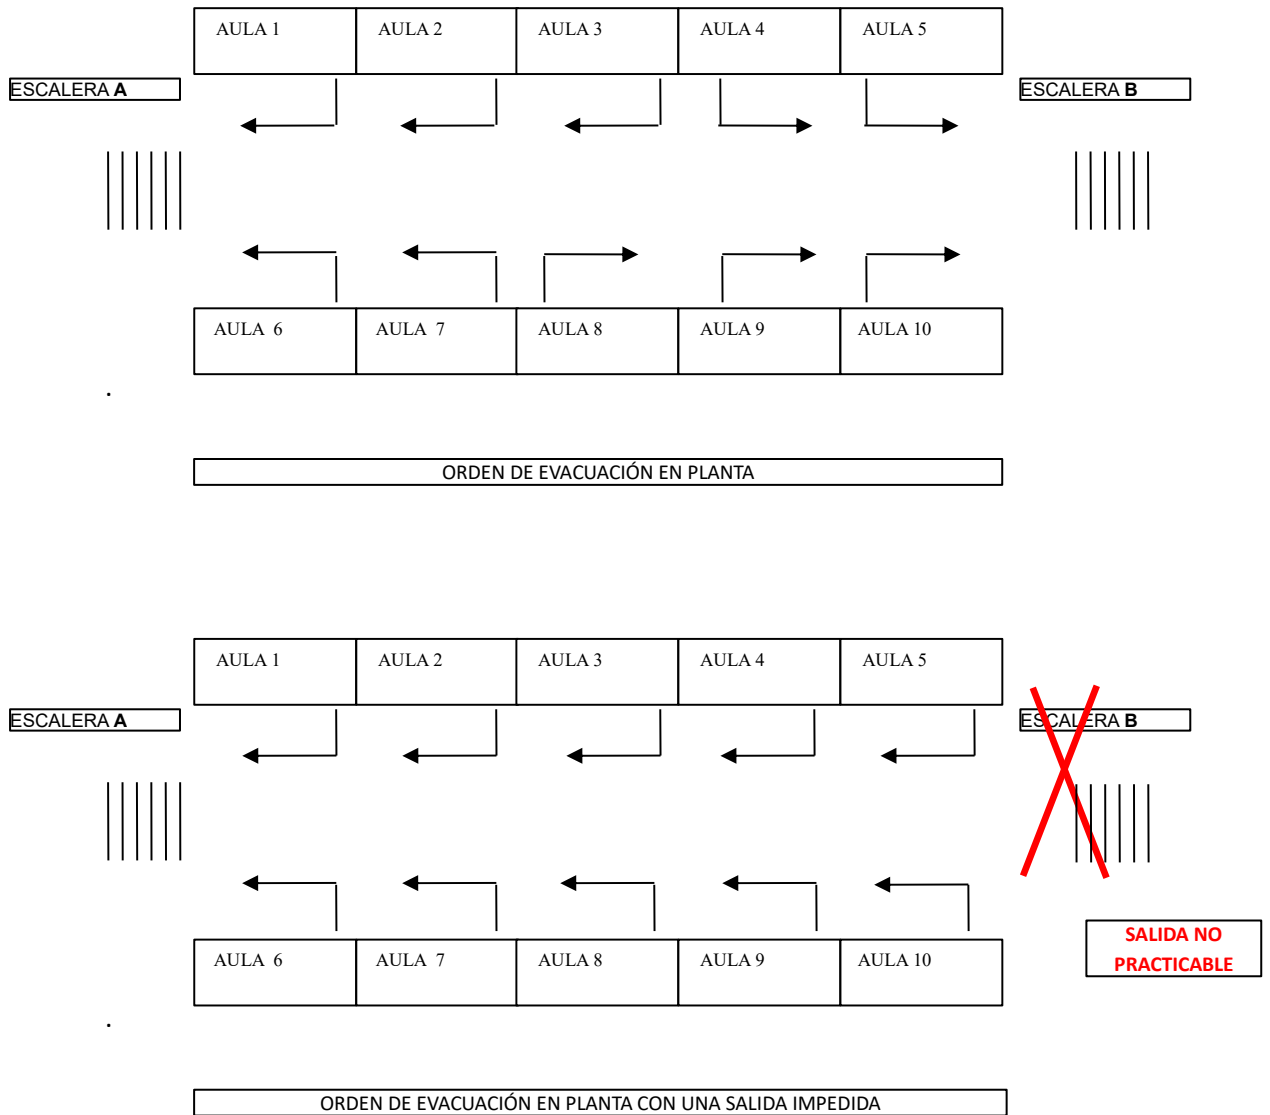 AULA 1 AULA 2 AULA 3 AULA 4 AULA 5
ESCALERA A ESCALERA B
AULA 6 AULA 7 AULA 8 AULA 9 AULA 10
.
ORDEN DE EVACUACIÓN EN PLANTA
AULA 1 AULA 2 AULA 3 AULA 4 AULA 5
ESCALERA A ESCALERA B
SALIDA NO
PRACTICABLE
AULA 6 AULA 7 AULA 8 AULA 9 AULA 10
.
ORDEN DE EVACUACIÓN EN PLANTA CON UNA SALIDA IMPEDIDA